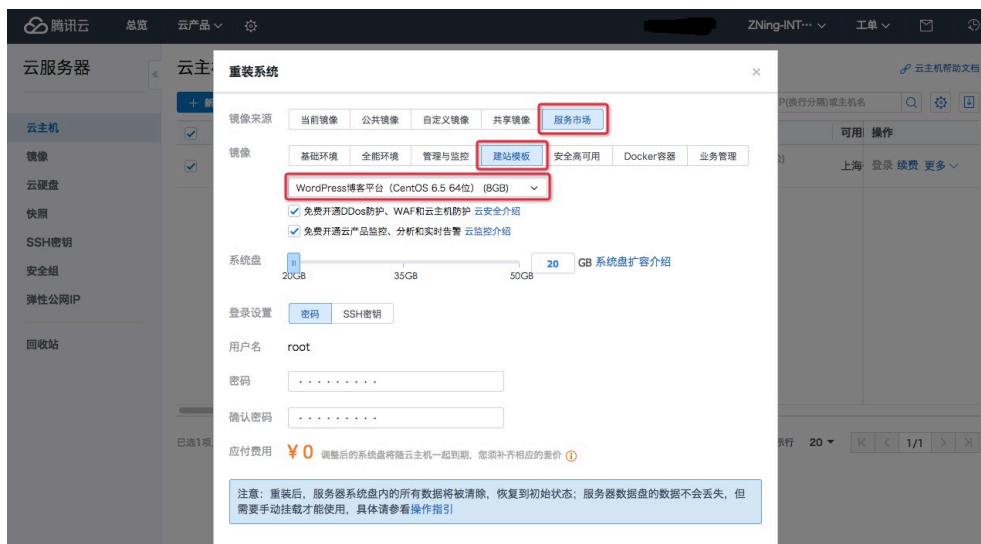 腾讯云 总览 云产品 ZNing-INT··· 工单
云服务器
云主
云主机帮助文档
重装系统
P(换行分隔)或主机名
云主机
镜像
云硬盘
快照
SSH密钥
安全组
弹性公网IP
回收站
可用 操作
上海 登录 续费 更多
镜像来源 当前镜像 公共镜像 自定义镜像 共享镜像 服务市场
镜像 基础环境 全能环境 管理与监控 建站模板 安全高可用 Docker容器 业务管理
WordPress博客平台（CentOS 6.5 64位） (8GB)
免费开通DDos防护、WAF和云主机防护 云安全介绍
免费开通云产品监控、分析和实时告警 云监控介绍
系统盘 20 GB 系统盘扩容介绍
20GB 35GB 50GB
登录设置 密码 SSH密钥
用户名 root
密码 · · · · · · · · ·
确认密码 · · · · · · · · ·
已选1项,
应付费用 ¥ 0 调整后的系统盘将随云主机一起到期，您须补齐相应的差价
示行 20 1/1
注意：重装后，服务器系统盘内的所有数据将被清除，恢复到初始状态；服务器数据盘的数据不会丢失，但
需要手动挂载才能使用，具体请参看操作指引